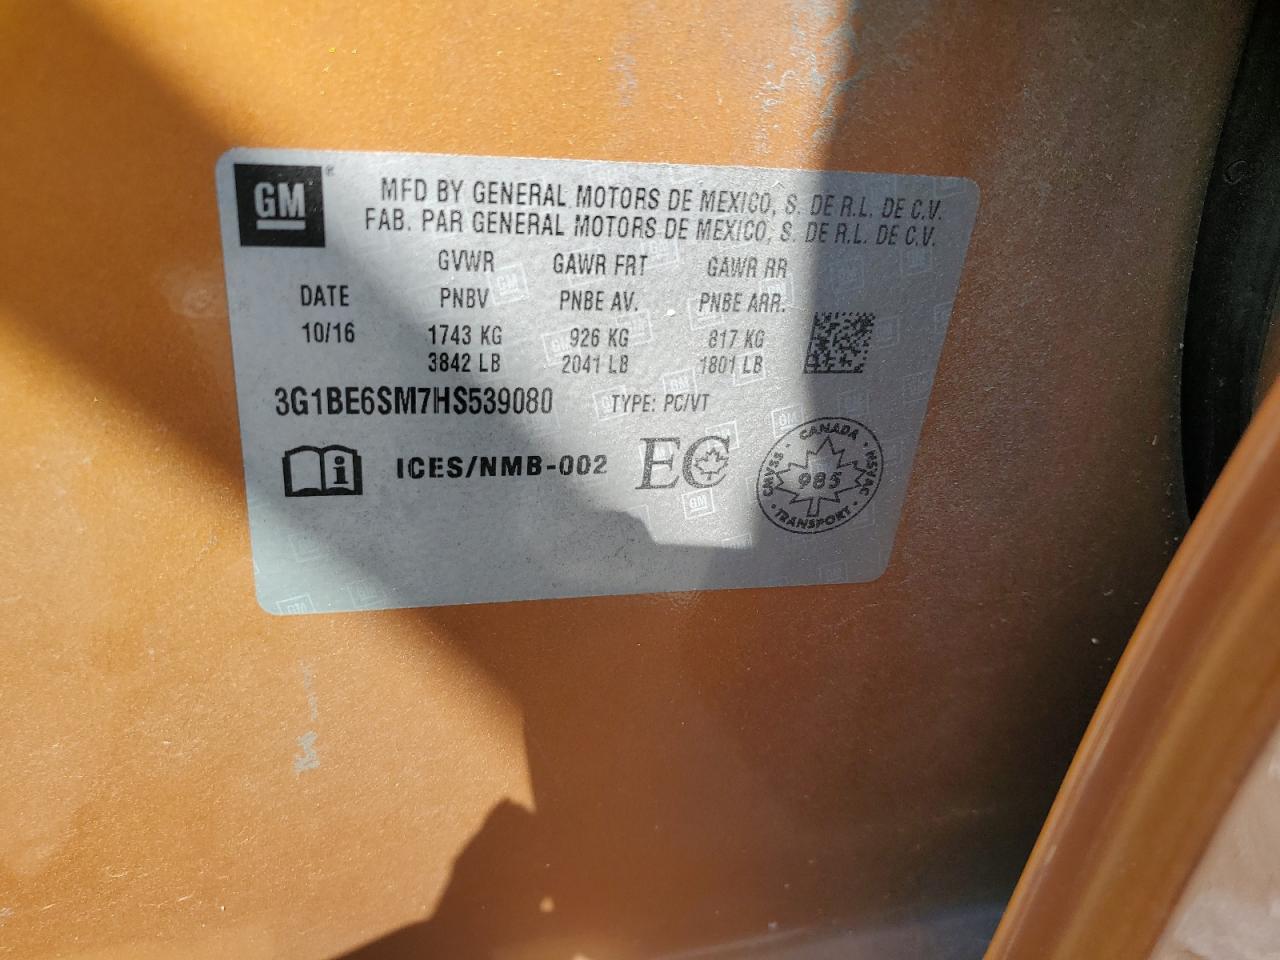 GM ®
MFD BY GENERAL MOTORS DE MEXICO, S. DE R.L. DE C.V.
FAB. PAR GENERAL MOTORS DE MEXICO, S. DE R.L. DE C.V.
GVWR GAWR FRT GAWR RR
DATE PNBV PNBE AV. PNBE ARR.
10/16 1743 KG 926 KG 817 KG
3842 LB 2041 LB 1801 LB
3G1BE6SM7HS539080 TYPE: PC/VT
i ICES/NMB-002 EC
CANADA
CMVSS 985 NSVAC
TRANSPORT